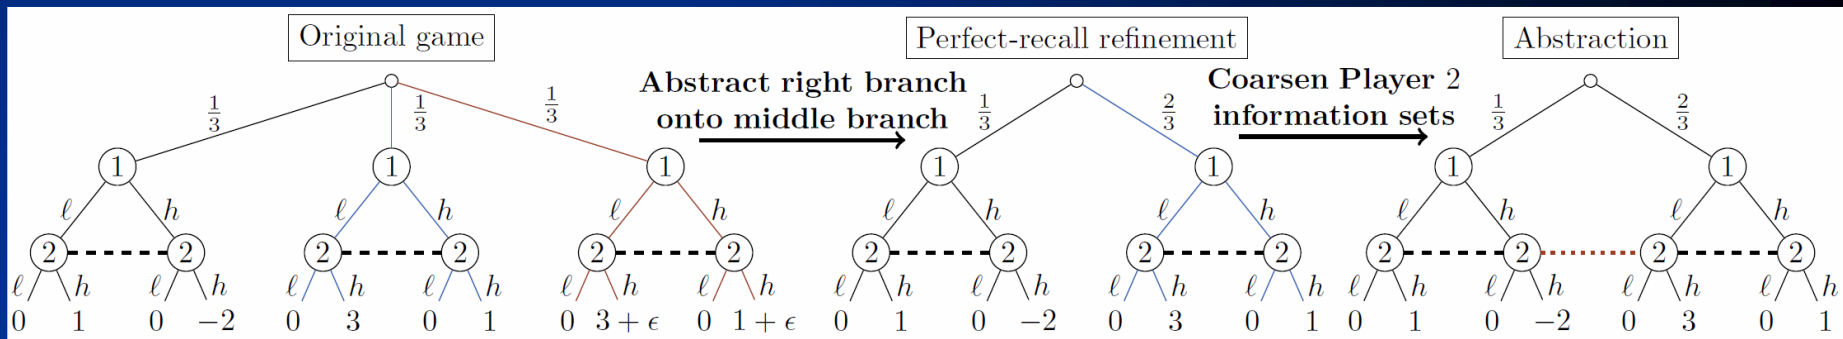 Original game
Perfect-recall refinement
Abstraction
Abstract right branch
onto middle branch
Coarsen Player 2
information sets
1/3 1/3 1/3 1/3 2/3 1/3 2/3
1 1 1 1 1 1 1
ℓ h ℓ h ℓ h ℓ h ℓ h ℓ h ℓ h
2 2 2 2 2 2 2 2 2 2 2 2 2 2
ℓ h ℓ h ℓ h ℓ h ℓ h ℓ h ℓ h ℓ h ℓ h ℓ h ℓ h ℓ h ℓ h ℓ h
0 1 0 −2 0 3 0 1 0 3 + ϵ 0 1 + ϵ 0 1 0 −2 0 3 0 1 0 1 0 −2 0 3 0 1